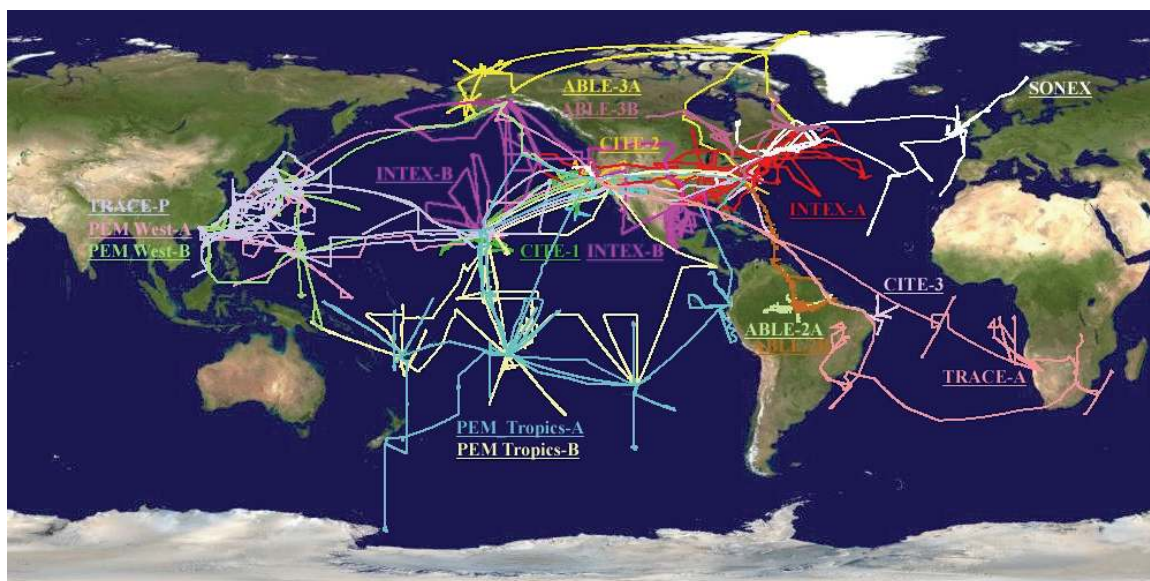 SONEX
ABLE-3A
ABLE-3B
CITE-2
INTEX-B
TRACE-P
PEM West-A
PEM West-B
INTEX-A
CITE-1
INTEX-B
CITE-3
ABLE-2A
TRACE-A
PEM Tropics-A
PEM Tropics-B